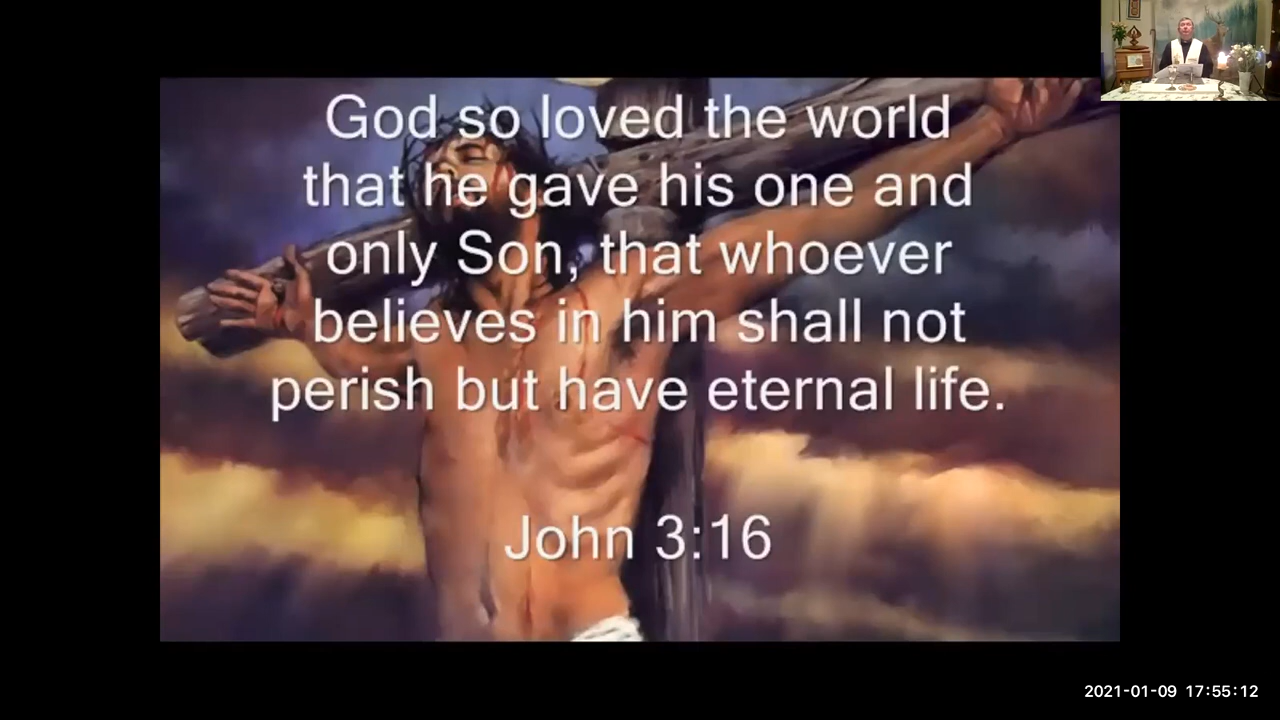 God so loved the world
that he gave his one and
only Son, that whoever
believes in him shall not
perish but have eternal life.
John 3:16
2021-01-09 17:55:12